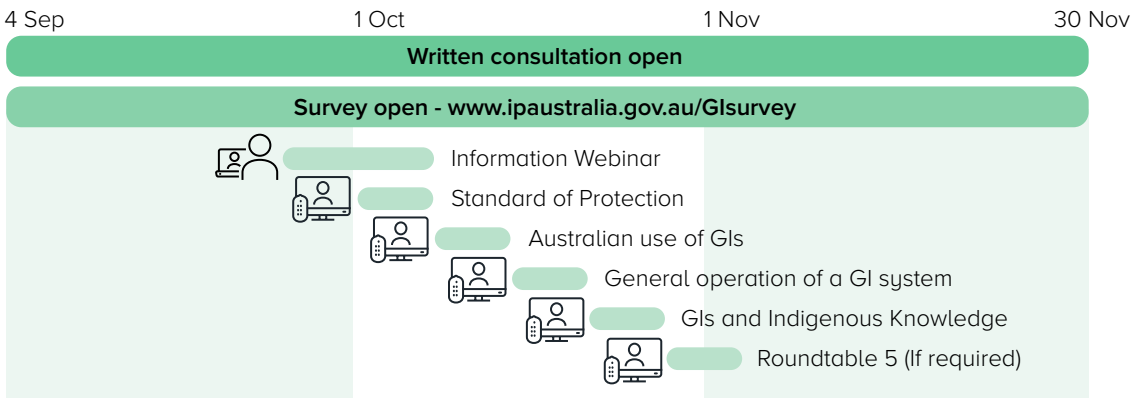 4 Sep 1 Oct 1 Nov 30 Nov
Written consultation open
Survey open - www.ipaustralia.gov.au/GIsurvey
Information Webinar
Standard of Protection
Australian use of GIs
General operation of a GI system
GIs and Indigenous Knowledge
Roundtable 5 (If required)